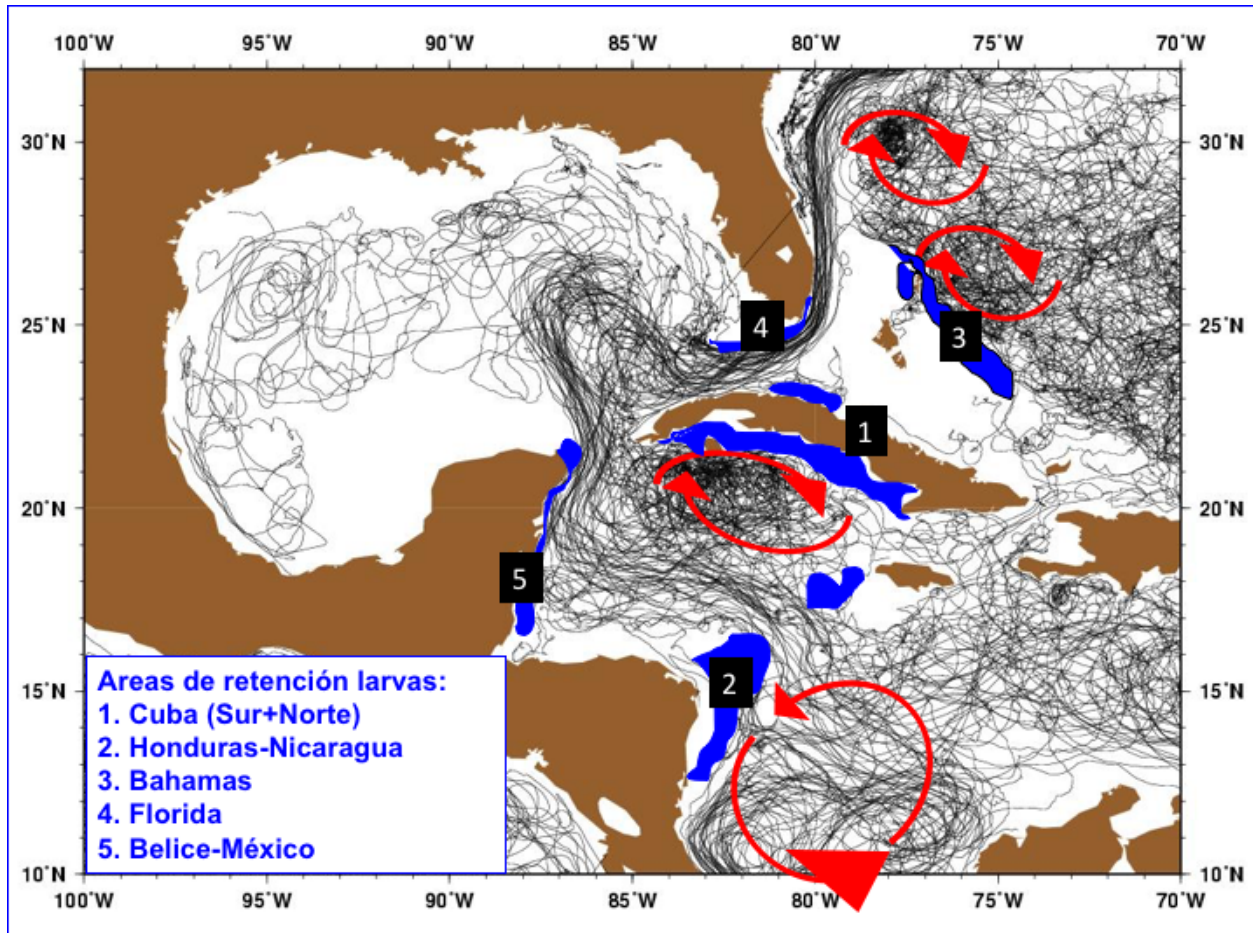 100˚W 95˚W 90˚W 85˚W 80˚W 75˚W 70˚W
30˚N 30˚N
25˚N 25˚N
20˚N 20˚N
15˚N 15˚N
10˚N 10˚N
4
3
1
5
2
Areas de retención larvas:
1. Cuba (Sur+Norte)
2. Honduras-Nicaragua
3. Bahamas
4. Florida
5. Belice-México
100˚W 95˚W 90˚W 85˚W 80˚W 75˚W 70˚W